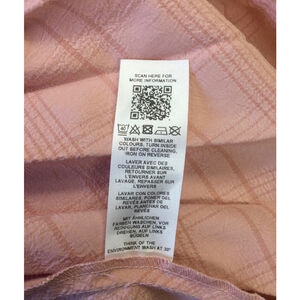 SCAN HERE FOR
MORE INFORMATION
40
WASH WITH SIMILAR
COLOURS, TURN INSIDE
OUT BEFORE CLEANING,
IRON ON REVERSE
LAVER AVEC DES
COULEURS SIMILAIRES,
RETOURNER SUR
L'ENVERS AVANT
LAVAGE, REPASSER SUR
L'ENVERS
LAVAR CON COLORES
SIMILARES, PONER DEL
REVÉS ANTES DE
LAVAR, PLANCHAR DEL
REVÉS
MIT ÄHNLICHEN
FARBEN WASCHEN, VOR
REINIGUNG AUF LINKS
DREHEN, AUF LINKS
BÜGELN
THINK OF THE
ENVIRONMENT WASH AT 30°